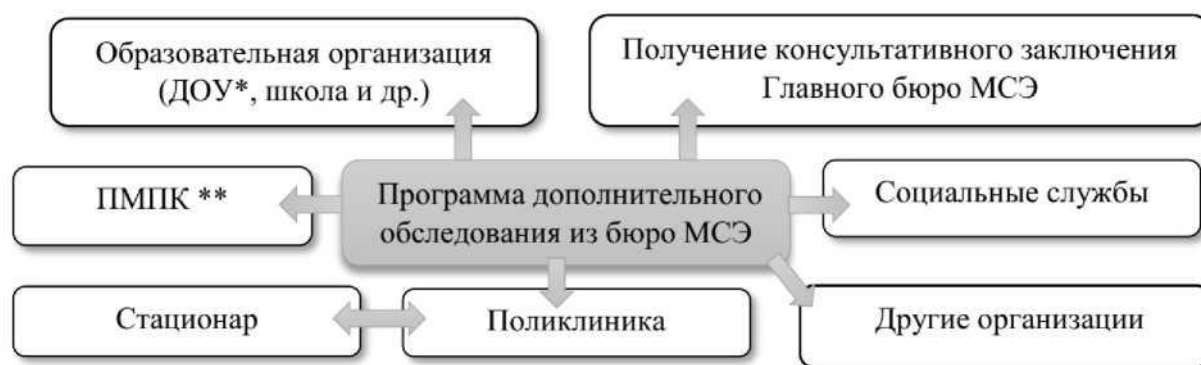 Образовательная организация
(ДОУ*, школа и др.)
Получение консультативного заключения
Главного бюро МСЭ
ПМПК **
Программа дополнительного
обследования из бюро МСЭ
Социальные службы
Стационар
Поликлиника
Другие организации